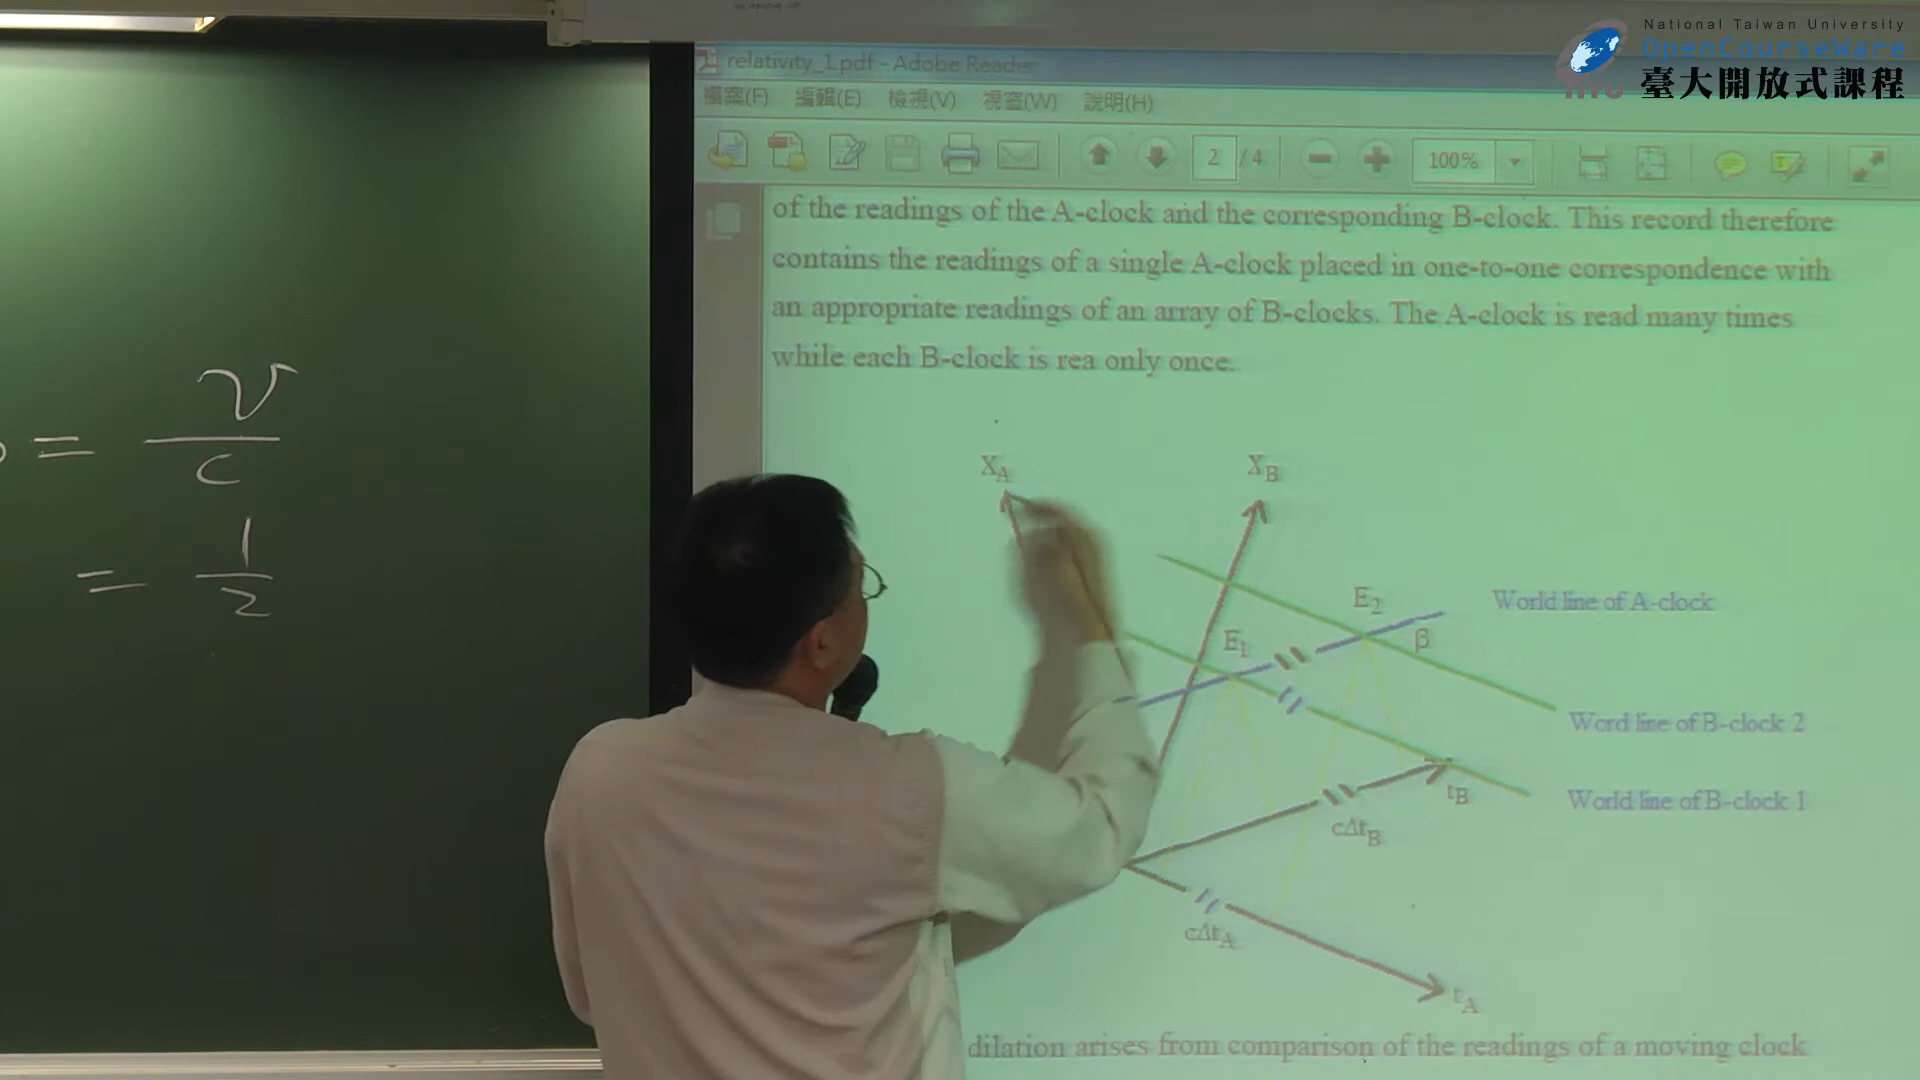 National Taiwan University
OpenCourseWare
臺大開放式課程
relativity_1.pdf - Adobe Reader
檔案(F) 編輯(E) 檢視(V) 視窗(W) 說明(H)
2 / 4 100%
of the readings of the A-clock and the corresponding B-clock. This record therefore
contains the readings of a single A-clock placed in one-to-one correspondence with
an appropriate readings of an array of B-clocks. The A-clock is read many times
while each B-clock is rea only once.
= v/c
= 1/2
X_A
X_B
E_2
World line of A-clock
E_1
β
Word line of B-clock 2
t_B
World line of B-clock 1
cΔt_B
cΔt_A
t_A
dilation arises from comparison of the readings of a moving clock